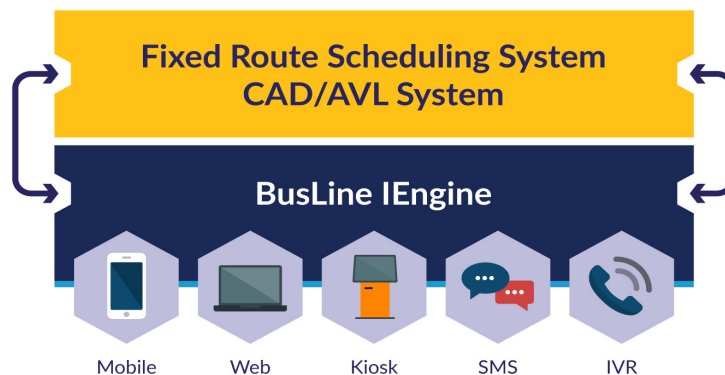 Fixed Route Scheduling System
CAD/AVL System
BusLine IEngine
Mobile
Web
Kiosk
SMS
IVR